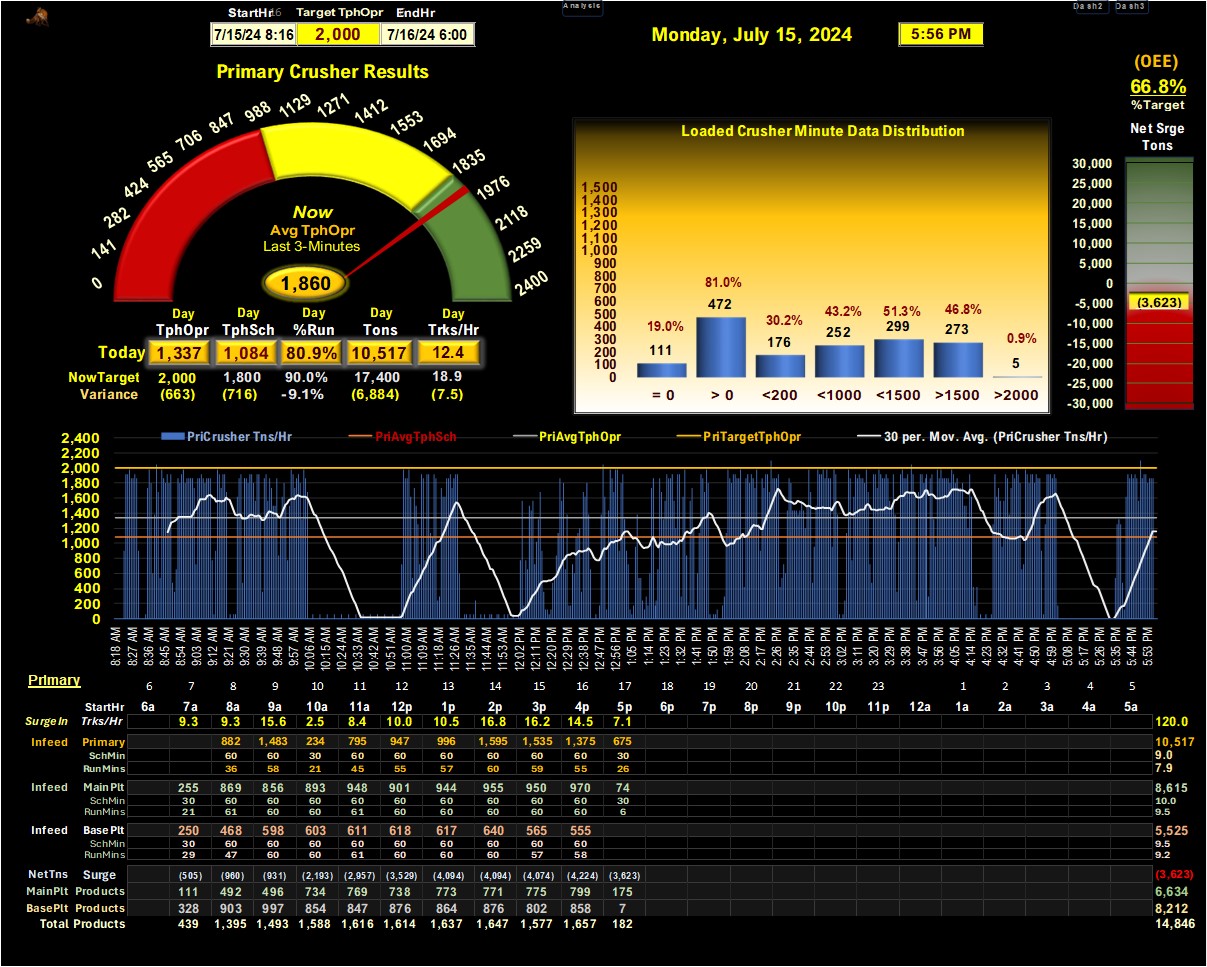 StartHr16 Target TphOpr EndHr
7/15/24 8:16 2,000 7/16/24 6:00
Analysis
Monday, July 15, 2024
5:56 PM
Dash2 Dash3
(OEE)
66.8%
%Target
Primary Crusher Results
0 141 282 424 565 706 847 988 1129 1271 1412 1553 1694 1835 1976 2118 2259 2400
Now
Avg TphOpr
Last 3-Minutes
1,860
Day Day Day Day Day
TphOpr TphSch %Run Tons Trks/Hr
Today 1,337 1,084 80.9% 10,517 12.4
NowTarget 2,000 1,800 90.0% 17,400 18.9
Variance (663) (716) -9.1% (6,884) (7.5)
Loaded Crusher Minute Data Distribution
1,500
1,400
1,300
1,200
1,100
1,000
900
800
700
600
500
400
300
200
100
0
19.0% 81.0% 30.2% 43.2% 51.3% 46.8% 0.9%
111 472 176 252 299 273 5
= 0 > 0 <200 <1000 <1500 >1500 >2000
Net Srge
Tons
30,000
25,000
20,000
15,000
10,000
5,000
0
-5,000
-10,000
-15,000
-20,000
-25,000
-30,000
(3,623)
PriCrusher Tns/Hr PriAvgTphSch PriAvgTphOpr PriTargetTphOpr 30 per. Mov. Avg. (PriCrusher Tns/Hr)
2,400
2,200
2,000
1,800
1,600
1,400
1,200
1,000
800
600
400
200
0
8:18 AM 8:27 AM 8:36 AM 8:45 AM 8:54 AM 9:03 AM 9:12 AM 9:21 AM 9:30 AM 9:39 AM 9:48 AM 9:57 AM 10:06 AM 10:15 AM 10:24 AM 10:33 AM 10:42 AM 10:51 AM 11:00 AM 11:09 AM 11:18 AM 11:26 AM 11:35 AM 11:44 AM 11:53 AM 12:02 PM 12:11 PM 12:20 PM 12:29 PM 12:38 PM 12:47 PM 12:56 PM 1:05 PM 1:14 PM 1:23 PM 1:32 PM 1:41 PM 1:50 PM 1:59 PM 2:08 PM 2:17 PM 2:26 PM 2:35 PM 2:44 PM 2:53 PM 3:02 PM 3:11 PM 3:20 PM 3:29 PM 3:38 PM 3:47 PM 3:56 PM 4:05 PM 4:14 PM 4:23 PM 4:32 PM 4:41 PM 4:50 PM 4:59 PM 5:08 PM 5:17 PM 5:26 PM 5:35 PM 5:44 PM 5:53 PM
Primary
6 7 8 9 10 11 12 13 14 15 16 17 18 19 20 21 22 23 1 2 3 4 5
StartHr 6a 7a 8a 9a 10a 11a 12p 1p 2p 3p 4p 5p 6p 7p 8p 9p 10p 11p 12a 1a 2a 3a 4a 5a
SurgeIn Trks/Hr 9.3 9.3 15.6 2.5 8.4 10.0 10.5 16.8 16.2 14.5 7.1 120.0
Infeed Primary 882 1,483 234 795 947 996 1,595 1,535 1,375 675 10,517
SchMin 60 60 30 60 60 60 60 60 60 30 9.0
RunMins 36 58 21 45 55 57 60 59 55 26 7.9
Infeed MainPlt 255 869 856 893 948 901 944 955 950 970 74 8,615
SchMin 30 60 60 60 60 60 60 60 60 60 30 10.0
RunMins 21 61 60 60 61 60 60 60 60 60 6 9.5
Infeed Base Plt 250 468 598 603 611 618 617 640 565 555 5,525
SchMin 30 60 60 60 60 60 60 60 60 60 9.5
RunMins 29 47 60 60 61 60 60 60 57 58 9.2
NetTns Surge (505) (960) (931) (2,193) (2,957) (3,529) (4,094) (4,094) (4,074) (4,224) (3,623) (3,623)
MainPlt Products 111 492 496 734 769 738 773 771 775 799 175 6,634
BasePlt Products 328 903 997 854 847 876 864 876 802 858 7 8,212
Total Products 439 1,395 1,493 1,588 1,616 1,614 1,637 1,647 1,577 1,657 182 14,846